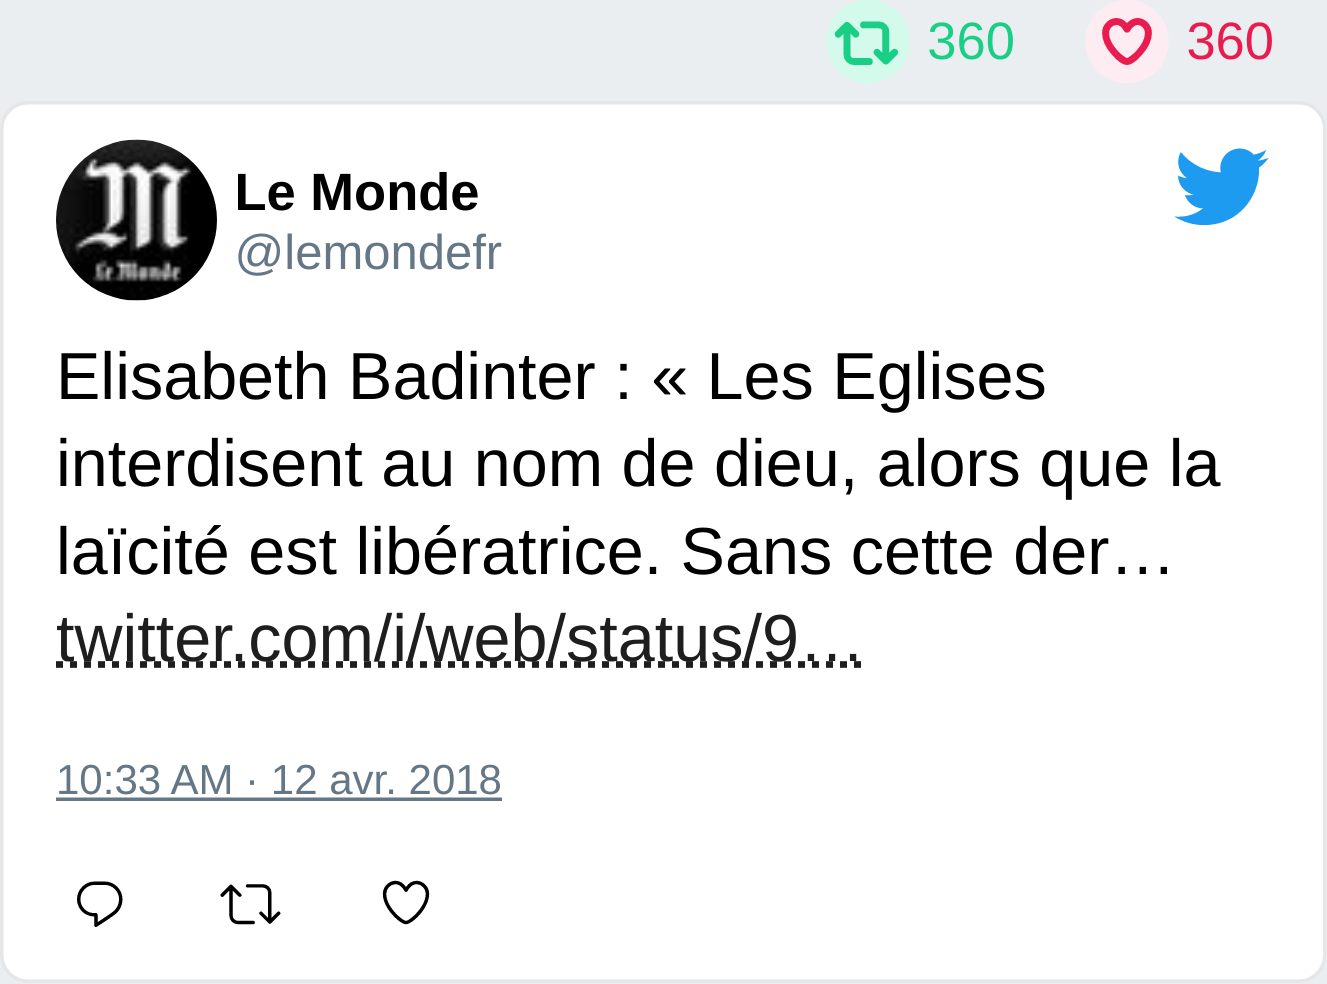 360 360
Le Monde
Le Monde
@lemondefr
Elisabeth Badinter : « Les Eglises
interdisent au nom de dieu, alors que la
laïcité est libératrice. Sans cette der…
twitter.com/i/web/status/9…
10:33 AM · 12 avr. 2018